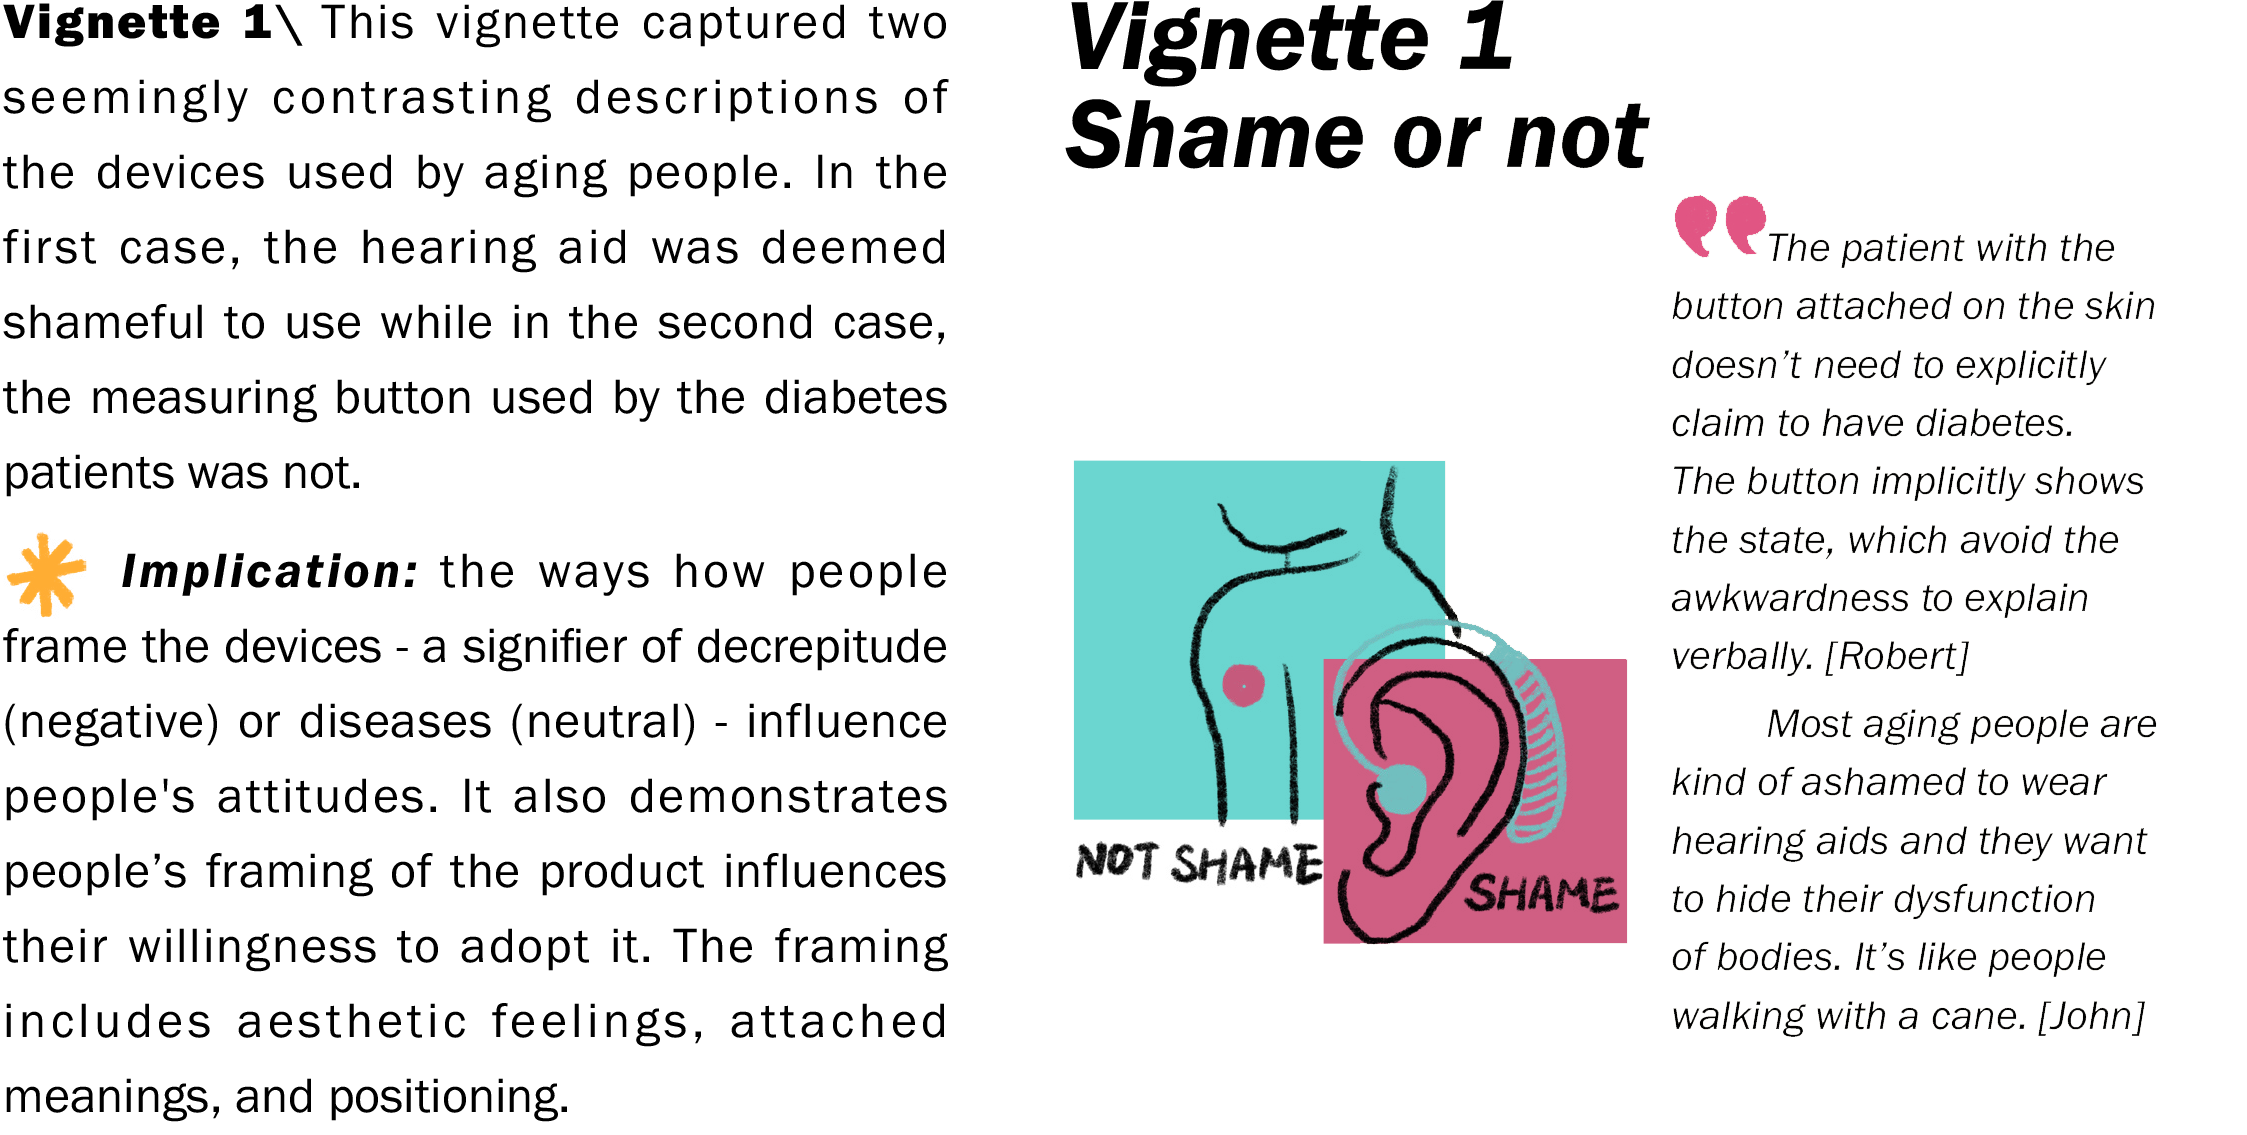 Vignette 1\ This vignette captured two
seemingly contrasting descriptions of
the devices used by aging people. In the
first case, the hearing aid was deemed
shameful to use while in the second case,
the measuring button used by the diabetes
patients was not.
Implication: the ways how people
frame the devices - a signifier of decrepitude
(negative) or diseases (neutral) - influence
people's attitudes. It also demonstrates
people’s framing of the product influences
their willingness to adopt it. The framing
includes aesthetic feelings, attached
meanings, and positioning.
Vignette 1
Shame or not
NOT SHAME
SHAME
The patient with the
button attached on the skin
doesn’t need to explicitly
claim to have diabetes.
The button implicitly shows
the state, which avoid the
awkwardness to explain
verbally. [Robert]
Most aging people are
kind of ashamed to wear
hearing aids and they want
to hide their dysfunction
of bodies. It’s like people
walking with a cane. [John]